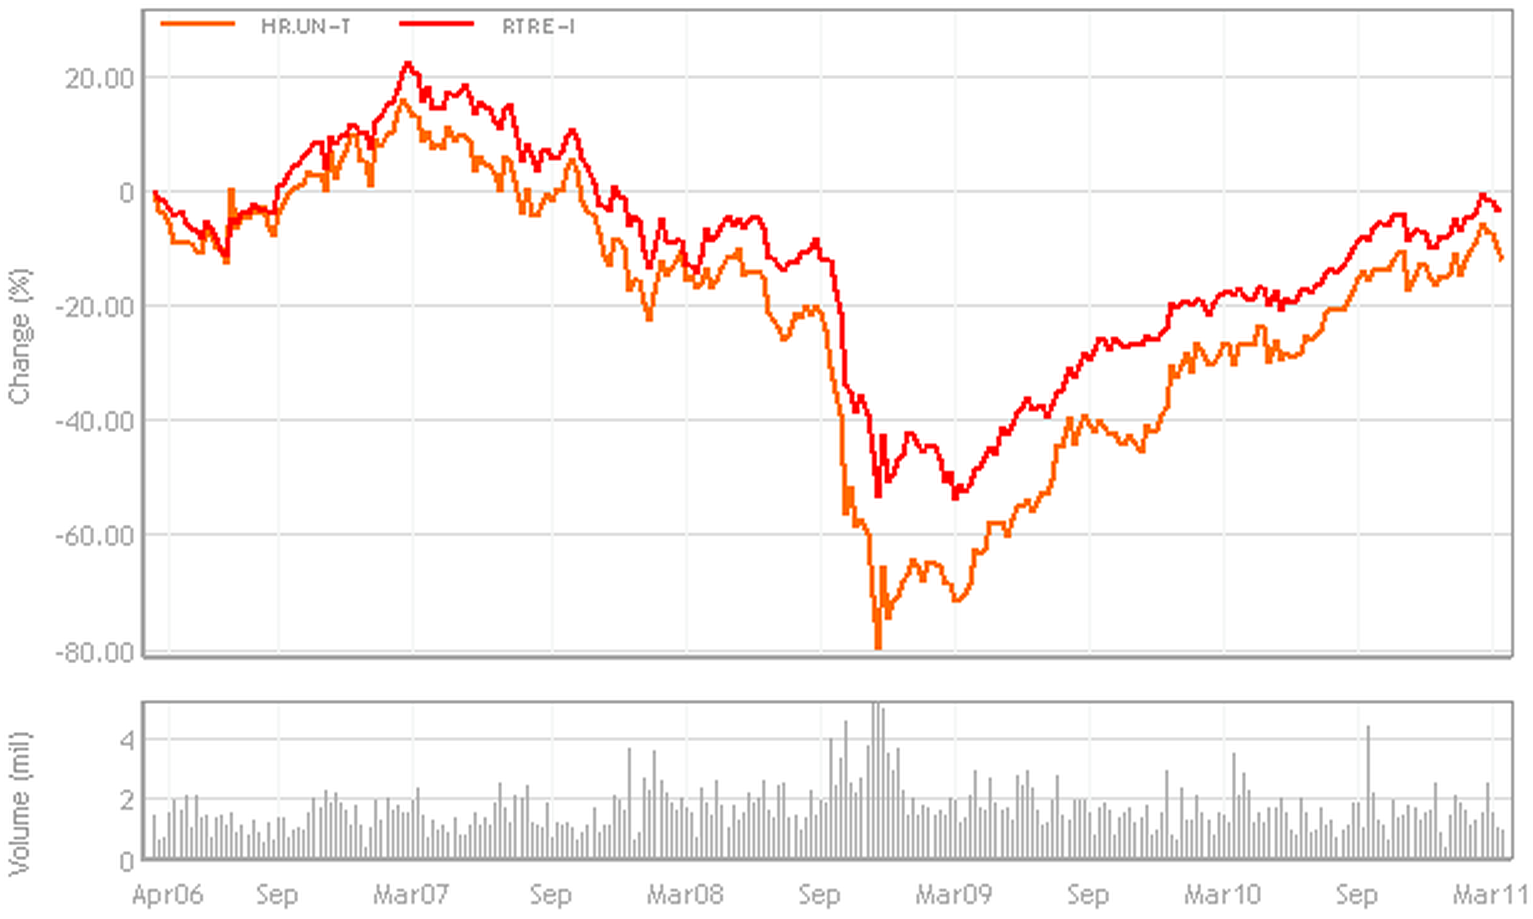 HR.UN-T RTRE-I
20.00
0
-20.00
-40.00
-60.00
-80.00
Change (%)
4
2
0
Volume (mil)
Apr06 Sep Mar07 Sep Mar08 Sep Mar09 Sep Mar10 Sep Mar11